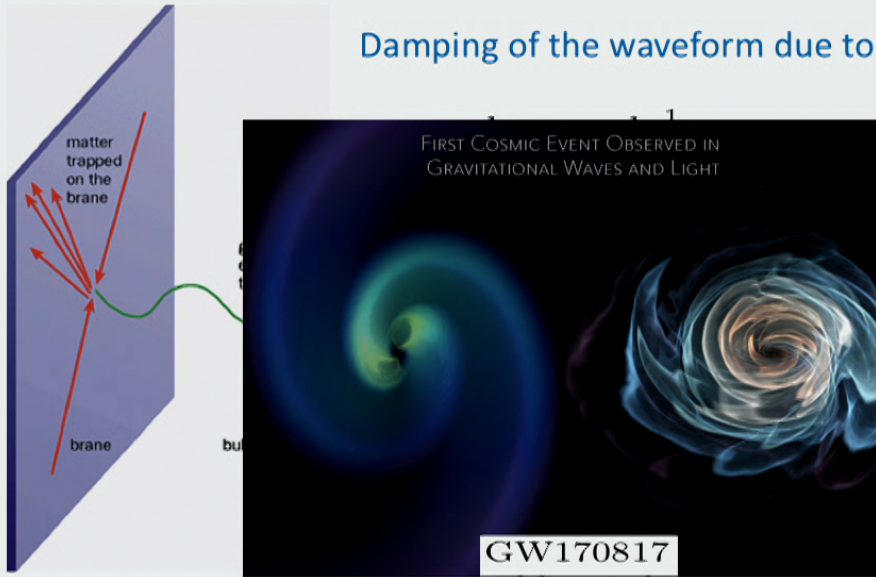 Damping of the waveform due to
matter
trapped
on the
brane
FIRST COSMIC EVENT OBSERVED IN
GRAVITATIONAL WAVES AND LIGHT
brane
GW170817